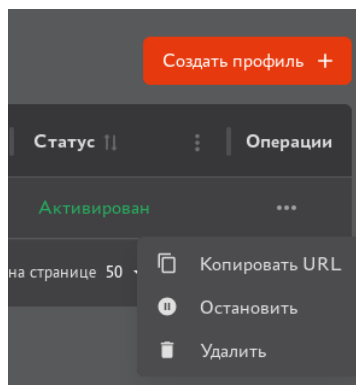 Создать профиль +
Статус Операции
Активирован
на странице 50
Копировать URL
Остановить
Удалить